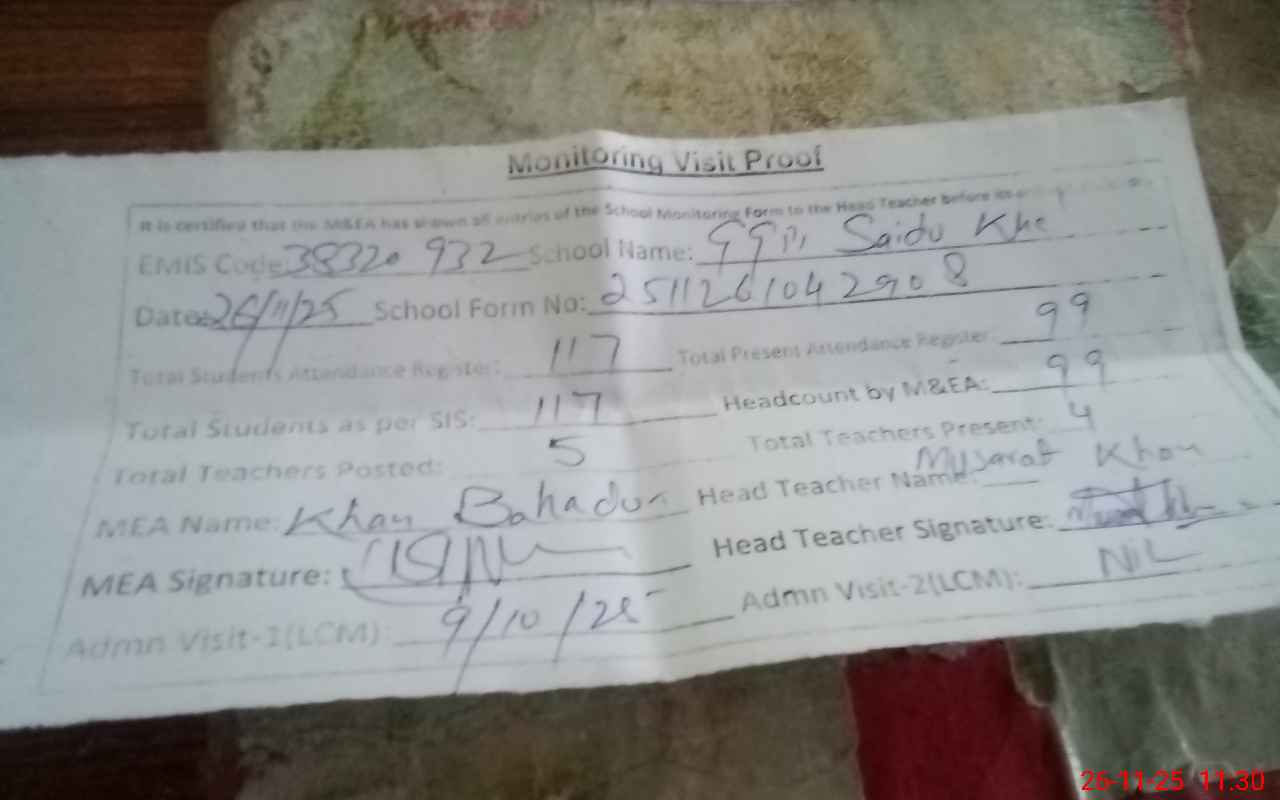 Monitoring Visit Proof
It is certified that the M&EA has shown all entries of the School Monitoring Form to the Head Teacher before its
EMIS Code: 38320 932 School Name: Saidu Khe
Date: 26/11/25 School Form No: 2511261042908
Total Students Attendance Register: 117 Total Present Attendance Register: 99
Total Students as per SIS: 117 Headcount by M&EA: 99
Total Teachers Posted: 5 Total Teachers Present: 4
MEA Name: Khan Bahadur Head Teacher Name: Musarat Khan
MEA Signature: Head Teacher Signature:
Admn Visit-1(LCM): 9/10/25 Admn Visit-2(LCM): NiL
26-11-25 11:30